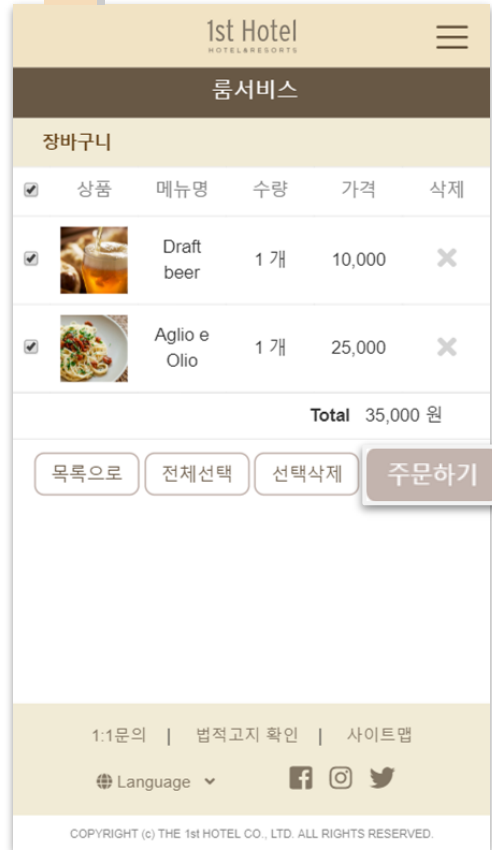 1st Hotel
HOTEL&RESORTS
룸서비스
장바구니
상품 메뉴명 수량 가격 삭제
Draft
beer
1 개 10,000
Aglio e
Olio
1 개 25,000
Total 35,000 원
목록으로 전체선택 선택삭제 주문하기
1:1문의 | 법적고지 확인 | 사이트맵
Language
COPYRIGHT (c) THE 1st HOTEL CO., LTD. ALL RIGHTS RESERVED.